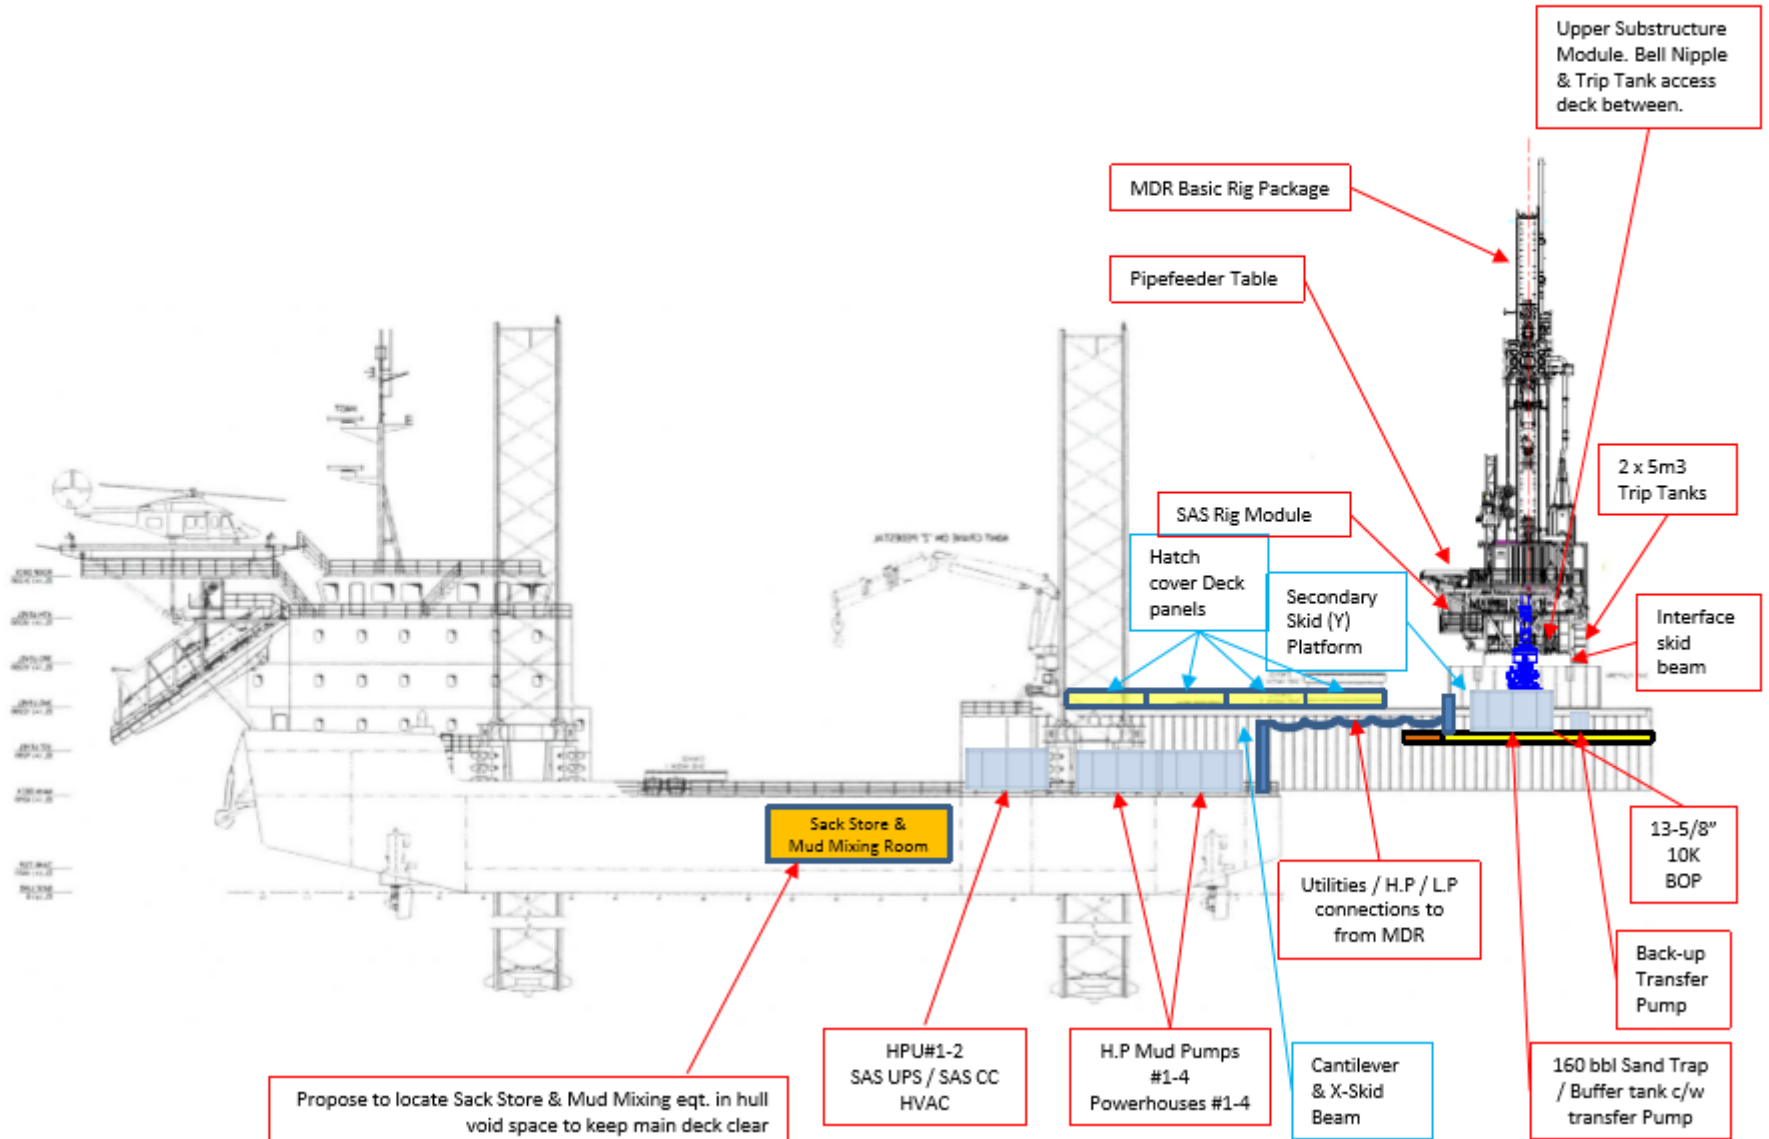 Upper Substructure
Module. Bell Nipple
& Trip Tank access
deck between.
MDR Basic Rig Package
Pipefeeder Table
2 x 5m3
Trip Tanks
SAS Rig Module
Hatch
cover Deck
panels
Secondary
Skid (Y)
Platform
Interface
skid
beam
Sack Store &
Mud Mixing Room
13-5/8”
10K
BOP
Utilities / H.P / L.P
connections to
from MDR
Back-up
Transfer
Pump
HPU#1-2
SAS UPS / SAS CC
HVAC
H.P Mud Pumps
#1-4
Powerhouses #1-4
Cantilever
& X-Skid
Beam
160 bbl Sand Trap
/ Buffer tank c/w
transfer Pump
Propose to locate Sack Store & Mud Mixing eqt. in hull
void space to keep main deck clear